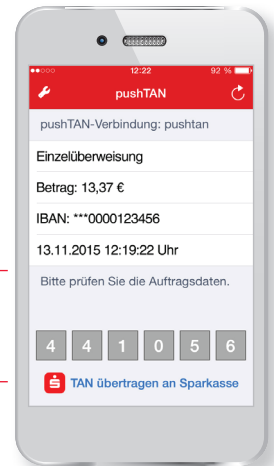 12:22 92 %
pushTAN
pushTAN-Verbindung: pushtan
Einzelüberweisung
Betrag: 13,37 €
IBAN: ***0000123456
13.11.2015 12:19:22 Uhr
Bitte prüfen Sie die Auftragsdaten.
4 4 1 0 5 6
TAN übertragen an Sparkasse